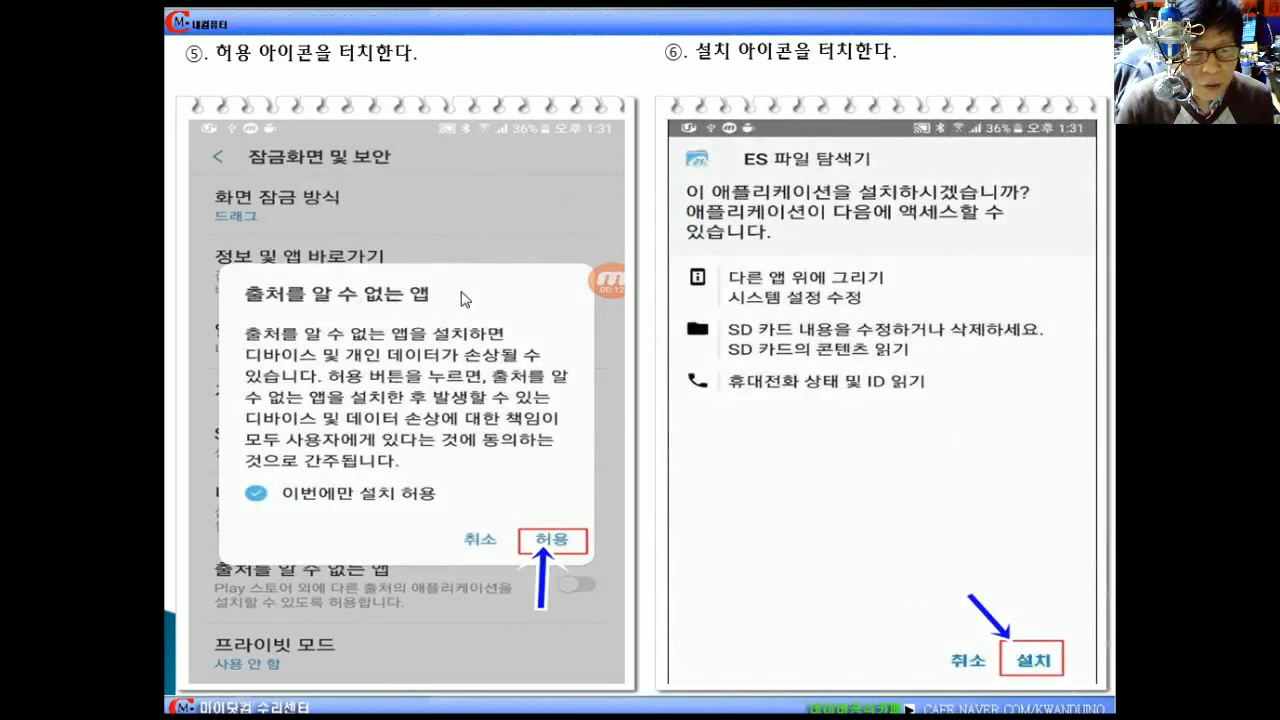 내컴퓨터
⑤. 허용 아이콘을 터치한다.
36% 오후 1:31
잠금화면 및 보안
화면 잠금 방식
드래그
정보 및 앱 바로가기
출처를 알 수 없는 앱
출처를 알 수 없는 앱을 설치하면
디바이스 및 개인 데이터가 손상될 수
있습니다. 허용 버튼을 누르면, 출처를 알
수 없는 앱을 설치한 후 발생할 수 있는
디바이스 및 데이터 손상에 대한 책임이
모두 사용자에게 있다는 것에 동의하는
것으로 간주됩니다.
이번에만 설치 허용
취소 허용
00:12
출처를 알 수 없는 앱
Play 스토어 외에 다른 출처의 애플리케이션을
설치할 수 있도록 허용합니다.
프라이빗 모드
사용 안 함
⑥. 설치 아이콘을 터치한다.
36% 오후 1:31
ES 파일 탐색기
이 애플리케이션을 설치하시겠습니까?
애플리케이션이 다음에 액세스할 수
있습니다.
다른 앱 위에 그리기
시스템 설정 수정
SD 카드 내용을 수정하거나 삭제하세요.
SD 카드의 콘텐츠 읽기
휴대전화 상태 및 ID 읽기
취소 설치
수리센터
CAFE.NAVER.COM/KWANDUINO